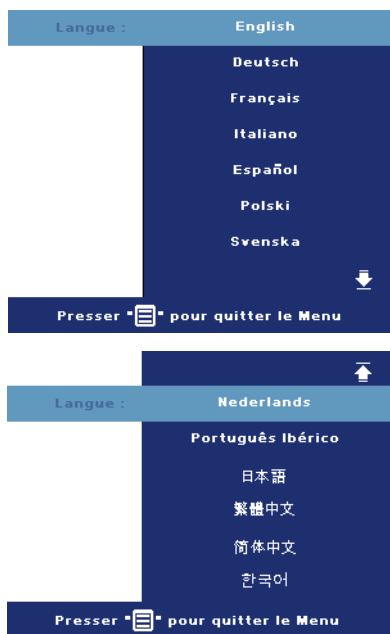 Langue : English
Deutsch
Français
Italiano
Español
Polski
Svenska
Presser "" pour quitter le Menu
Langue : Nederlands
Português Ibérico
日本語
繁體中文
简体中文
한국어
Presser "" pour quitter le Menu